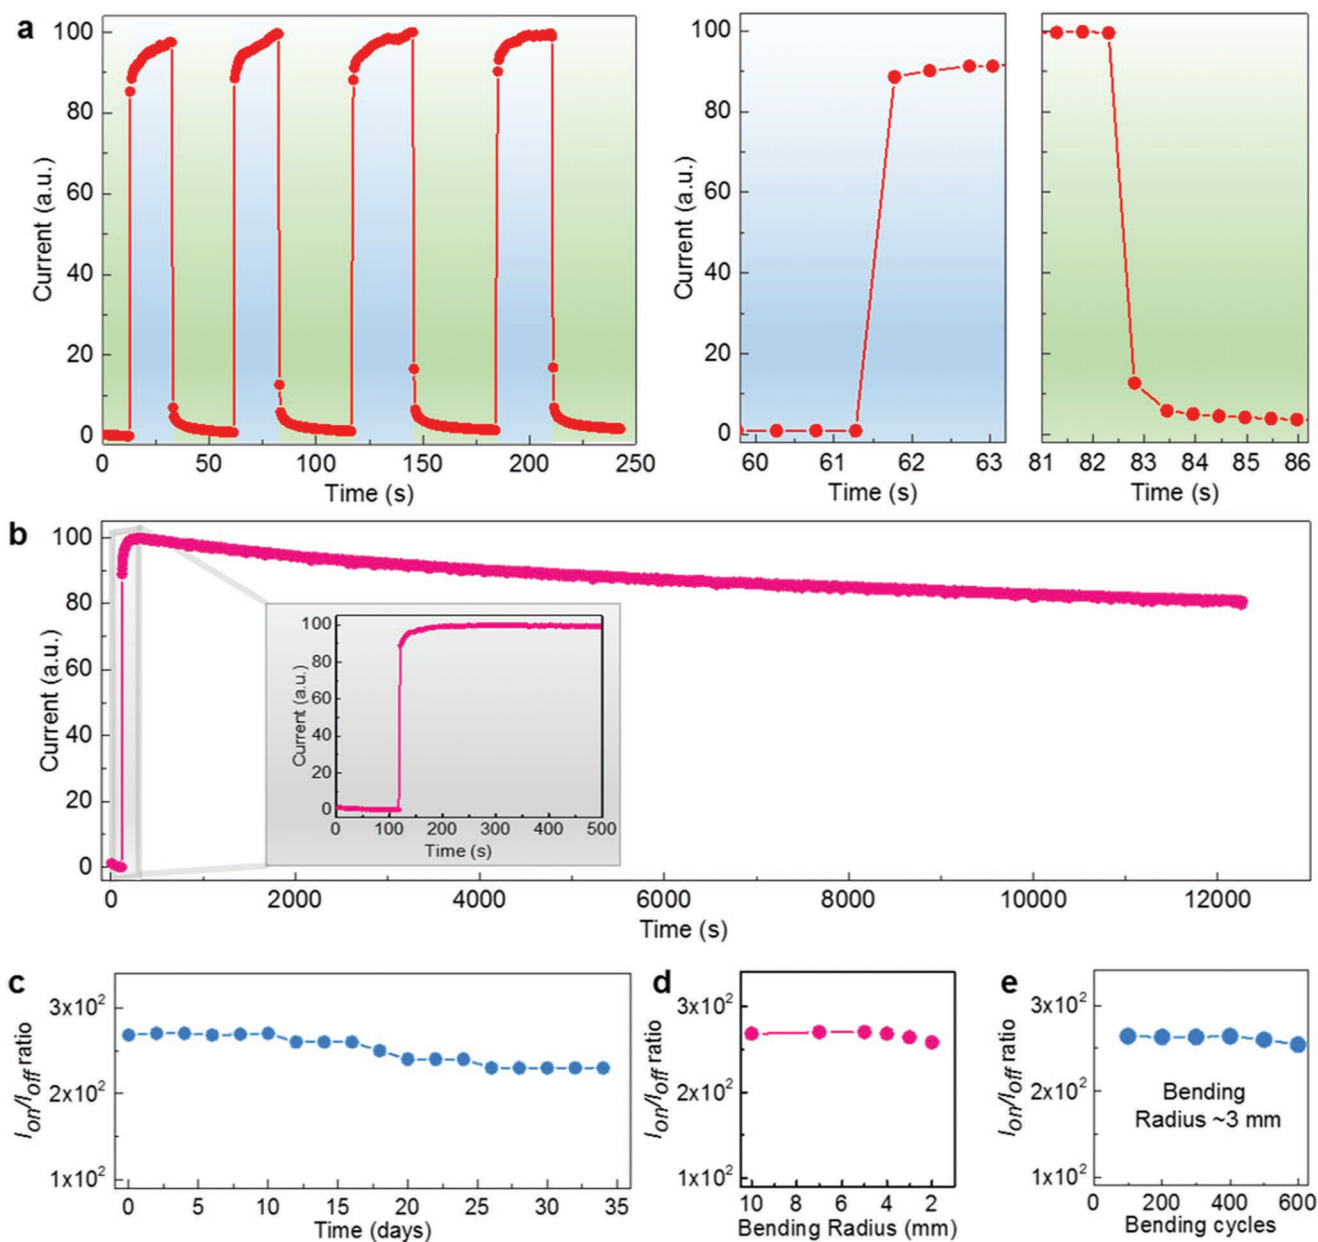 a
100
80
60
40
20
0
Current (a.u.)
0 50 100 150 200 250
Time (s)
100
80
60
40
20
0
Current (a.u.)
60 61 62 63
Time (s)
81 82 83 84 85 86
Time (s)
b
100
80
60
40
20
0
Current (a.u.)
0 2000 4000 6000 8000 10000 12000
Time (s)
100
80
60
40
20
0
Current (a.u.)
0 100 200 300 400 500
Time (s)
c
3x10²
2x10²
1x10²
Ion/Ioff ratio
0 5 10 15 20 25 30 35
Time (days)
d
3x10²
2x10²
1x10²
Ion/Ioff ratio
10 8 6 4 2
Bending Radius (mm)
e
3x10²
2x10²
1x10²
Ion/Ioff ratio
Bending
Radius ~3 mm
0 200 400 600
Bending cycles